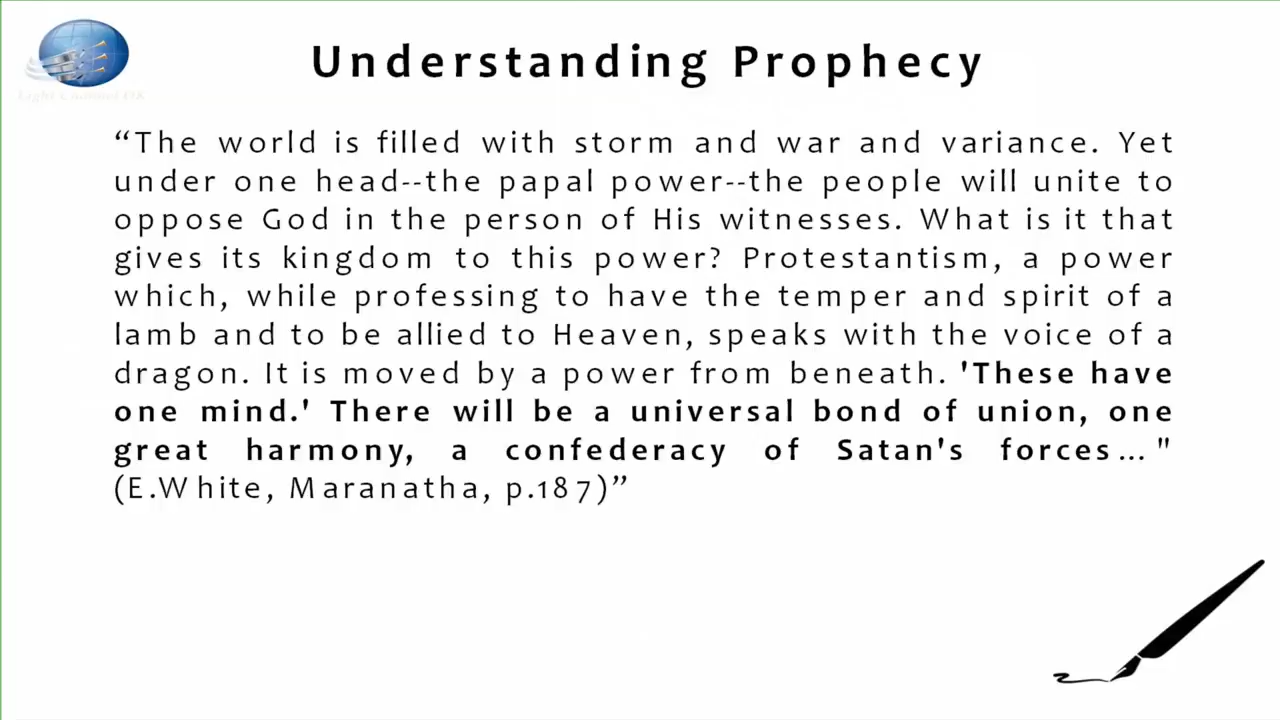 Understanding Prophecy
“The world is filled with storm and war and variance. Yet
under one head--the papal power--the people will unite to
oppose God in the person of His witnesses. What is it that
gives its kingdom to this power? Protestantism, a power
which, while professing to have the temper and spirit of a
lamb and to be allied to Heaven, speaks with the voice of a
dragon. It is moved by a power from beneath. 'These have
one mind.' There will be a universal bond of union, one
great harmony, a confederacy of Satan's forces..."
(E.White, Maranatha, p.187)”